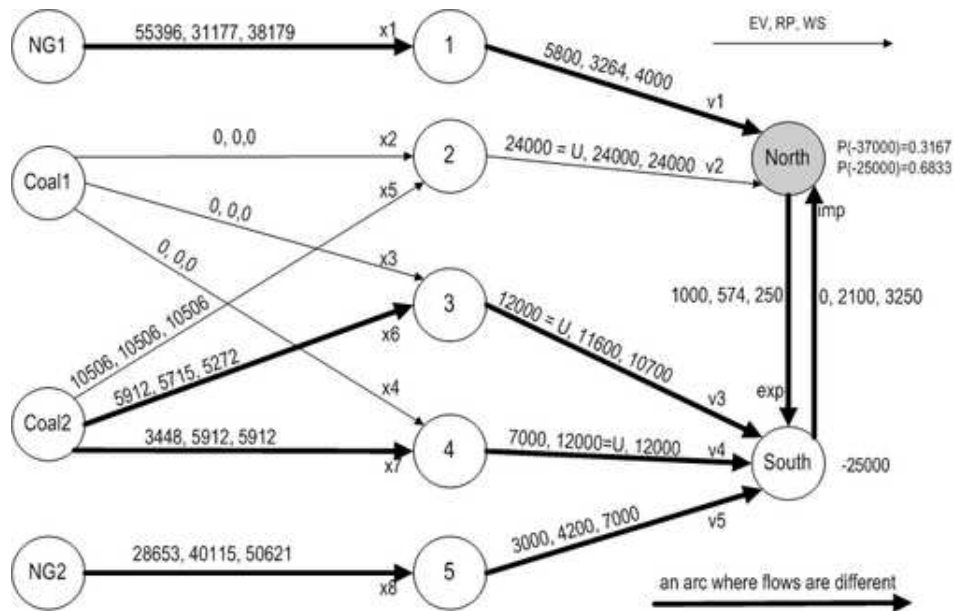 NG1
55396, 31177, 38179
x1
1
EV, RP, WS
5800, 3264, 4000
v1
Coal1
0, 0,0
x2
2
24000 = U, 24000, 24000
v2
North
P(-37000)=0.3167
P(-25000)=0.6833
x5
0, 0,0
x3
0, 0,0
imp
3
1000, 574, 250
0, 2100, 3250
10506, 10506, 10506
x6
12000 = U, 11600, 10700
v3
5912, 5715, 5272
x4
exp
Coal2
3448, 5912, 5912
x7
4
7000, 12000=U, 12000
v4
South
-25000
NG2
28653, 40115, 50621
x8
5
3000, 4200, 7000
v5
an arc where flows are different